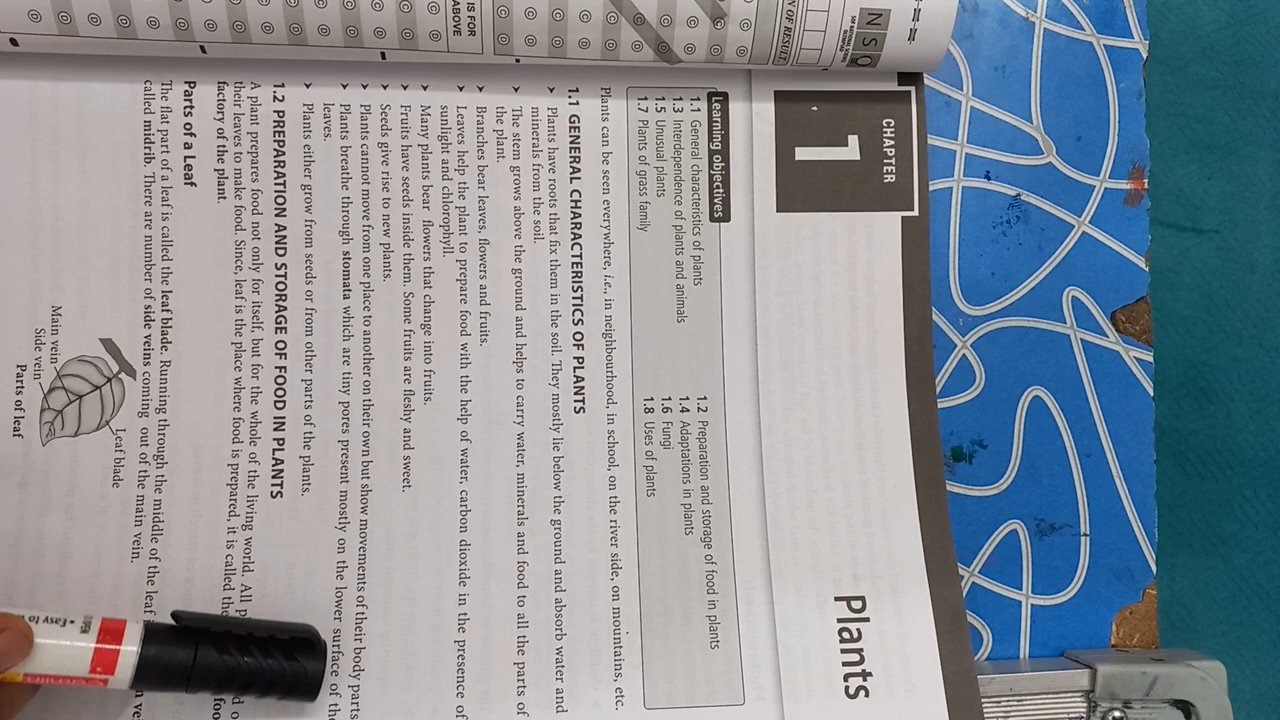 NSO
N OF RESULT
IS FOR
ABOVE
CHAPTER
1
Plants
Learning objectives
1.1 General characteristics of plants
1.2 Preparation and storage of food in plants
1.3 Interdependence of plants and animals
1.4 Adaptations in plants
1.5 Unusual plants
1.6 Fungi
1.7 Plants of grass family
1.8 Uses of plants
Plants can be seen everywhere, i.e., in neighbourhood, in school, on the river side, on mountains, etc.
1.1 GENERAL CHARACTERISTICS OF PLANTS
➤ Plants have roots that fix them in the soil. They mostly lie below the ground and absorb water and
minerals from the soil.
➤ The stem grows above the ground and helps to carry water, minerals and food to all the parts of
the plant.
➤ Branches bear leaves, flowers and fruits.
➤ Leaves help the plant to prepare food with the help of water, carbon dioxide in the presence of
sunlight and chlorophyll.
➤ Many plants bear flowers that change into fruits.
➤ Fruits have seeds inside them. Some fruits are fleshy and sweet.
➤ Seeds give rise to new plants.
➤ Plants cannot move from one place to another on their own but show movements of their body parts
➤ Plants breathe through stomata which are tiny pores present mostly on the lower surface of th
leaves.
➤ Plants either grow from seeds or from other parts of the plants.
1.2 PREPARATION AND STORAGE OF FOOD IN PLANTS
A plant prepares food not only for itself, but for the whole of the living world. All p
their leaves to make food. Since, leaf is the place where food is prepared, it is called the foo
factory of the plant.
Parts of a Leaf
The flat part of a leaf is called the leaf blade. Running through the middle of the leaf
called midrib. There are number of side veins coming out of the main vein.
Leaf blade
Main vein
Side vein
Parts of leaf
OPEN
• Easy to